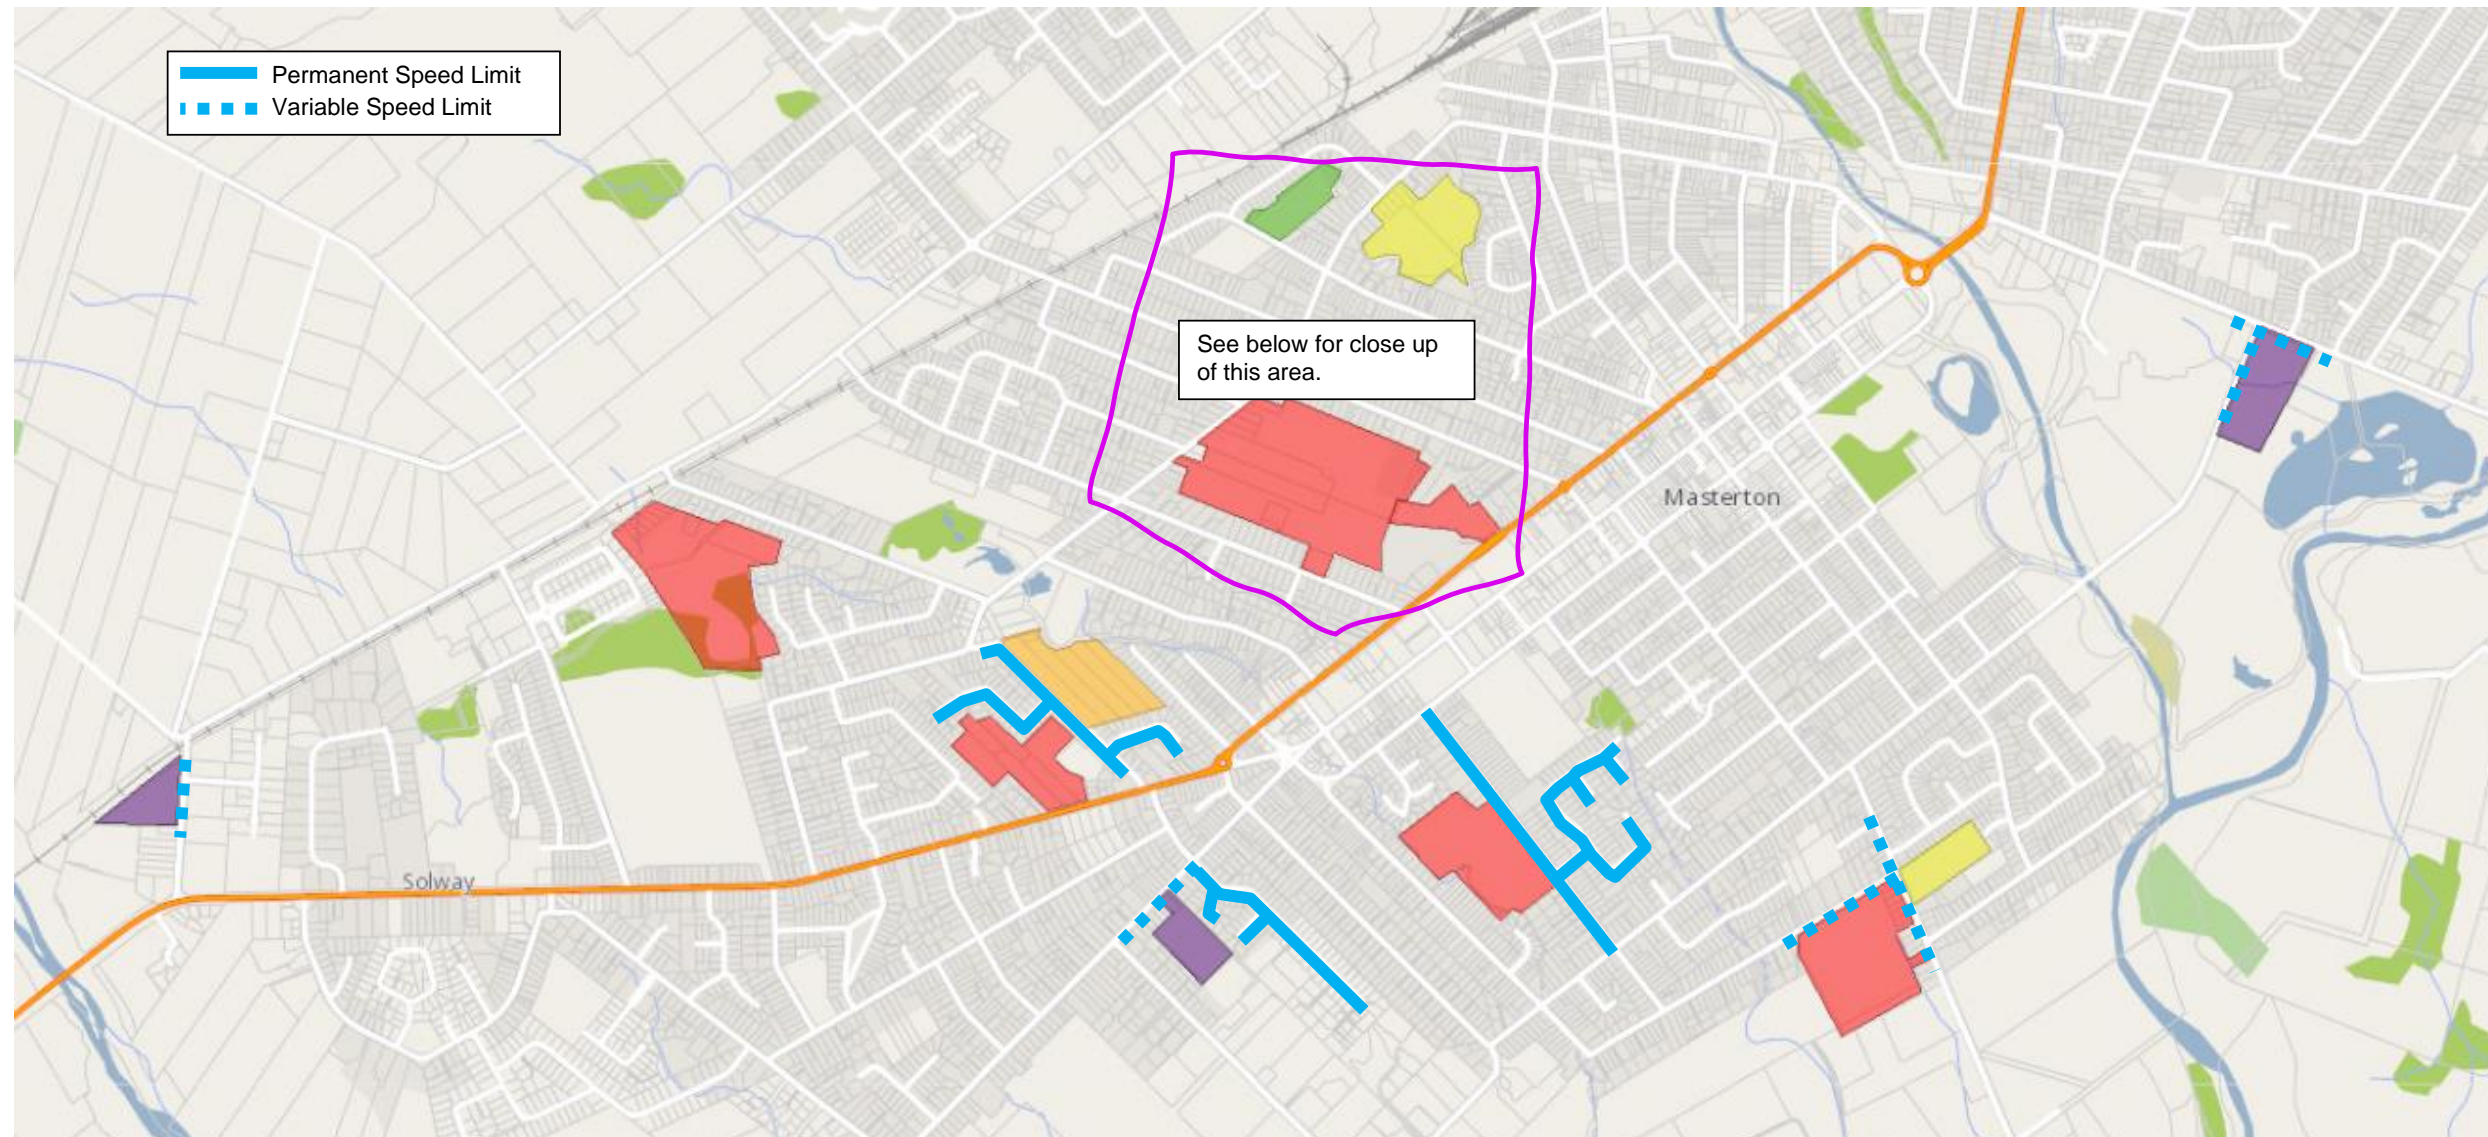 Permanent Speed Limit
Variable Speed Limit
See below for close up
of this area.
Masterton
Solway